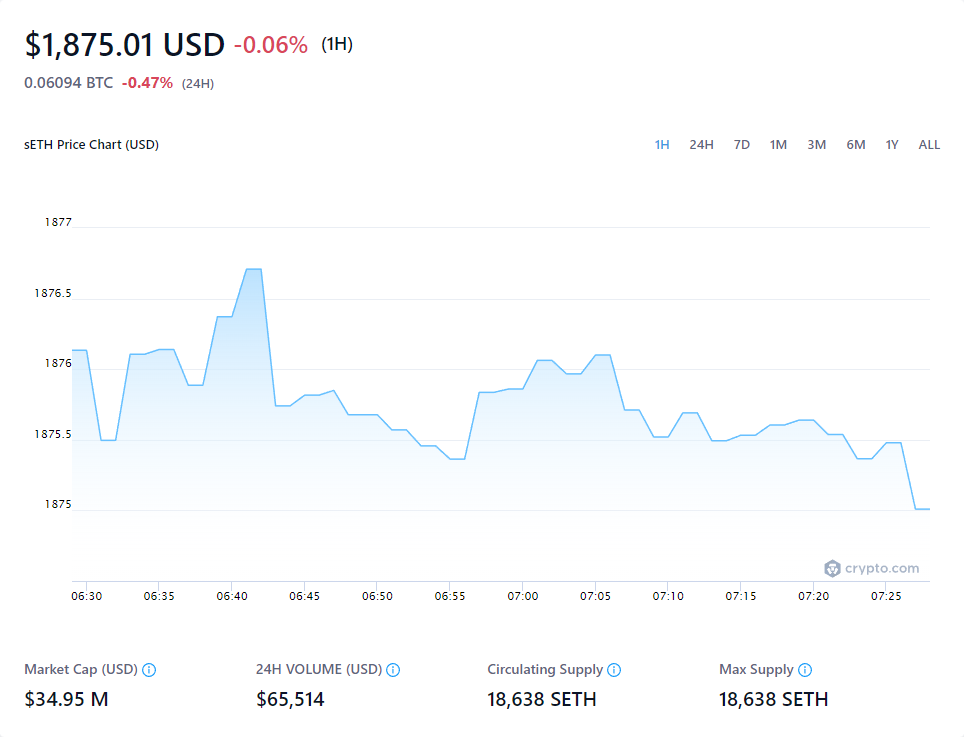 $1,875.01 USD -0.06% (1H)
0.06094 BTC -0.47% (24H)
sETH Price Chart (USD) 1H 24H 7D 1M 3M 6M 1Y ALL
1877
1876.5
1876
1875.5
1875
crypto.com
06:30 06:35 06:40 06:45 06:50 06:55 07:00 07:05 07:10 07:15 07:20 07:25
Market Cap (USD) 24H VOLUME (USD) Circulating Supply Max Supply
$34.95 M $65,514 18,638 SETH 18,638 SETH